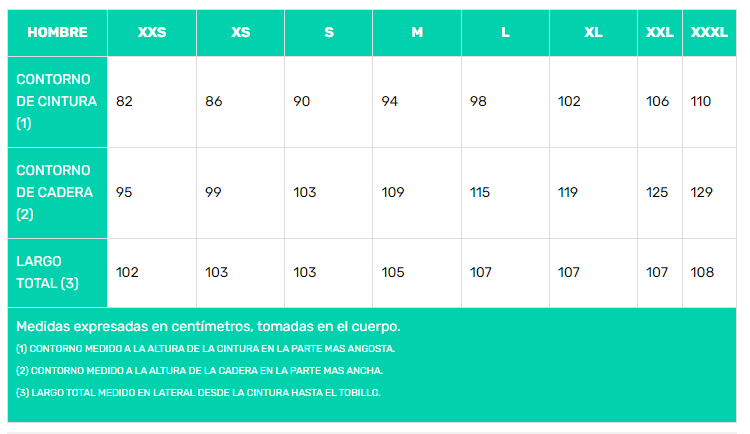 HOMBRE XXS XS S M L XL XXL XXXL
CONTORNO
DE CINTURA 82 86 90 94 98 102 106 110
(1)
CONTORNO
DE CADERA 95 99 103 109 115 119 125 129
(2)
LARGO
TOTAL (3) 102 103 103 105 107 107 107 108
Medidas expresadas en centímetros, tomadas en el cuerpo.
(1) CONTORNO MEDIDO A LA ALTURA DE LA CINTURA EN LA PARTE MAS ANGOSTA.
(2) CONTORNO MEDIDO A LA ALTURA DE LA CADERA EN LA PARTE MAS ANCHA.
(3) LARGO TOTAL MEDIDO EN LATERAL DESDE LA CINTURA HASTA EL TOBILLO.